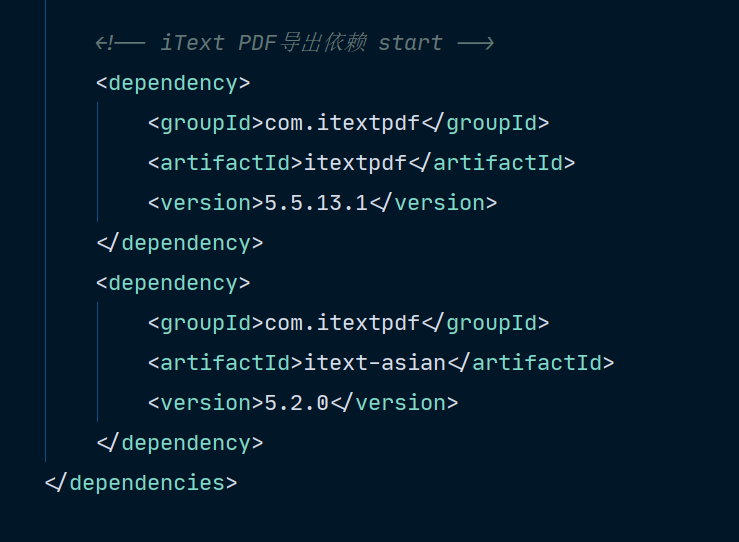 <!-- iText PDF导出依赖 start -->
<dependency>
<groupId>com.itextpdf</groupId>
<artifactId>itextpdf</artifactId>
<version>5.5.13.1</version>
</dependency>
<dependency>
<groupId>com.itextpdf</groupId>
<artifactId>itext-asian</artifactId>
<version>5.2.0</version>
</dependency>
</dependencies>